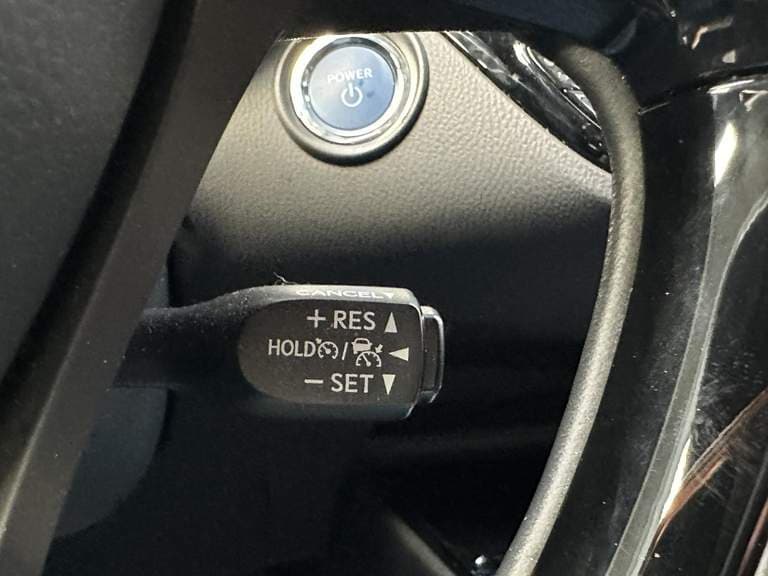 POWER
CANCEL
+ RES ▲
HOLD / ◄
− SET ▼